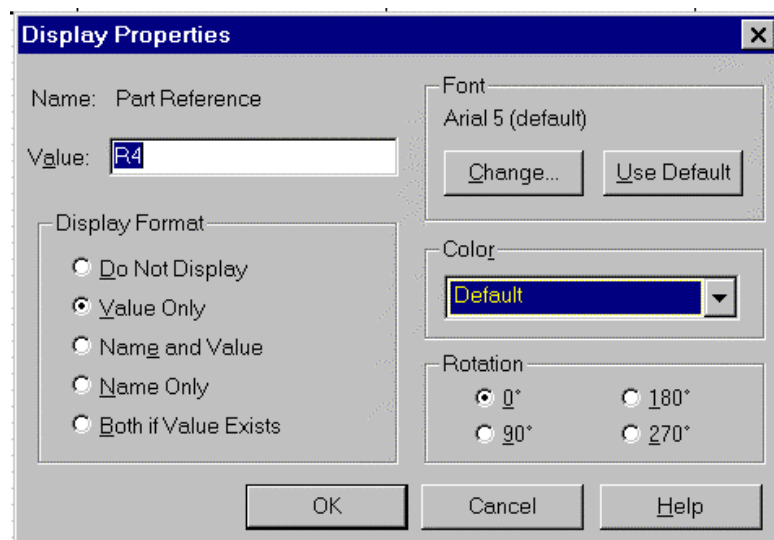 Display Properties
Name: Part Reference
Value: R4
Display Format
Do Not Display
Value Only
Name and Value
Name Only
Both if Value Exists
Font
Arial 5 (default)
Change... Use Default
Color
Default
Rotation
0° 180°
90° 270°
OK Cancel Help